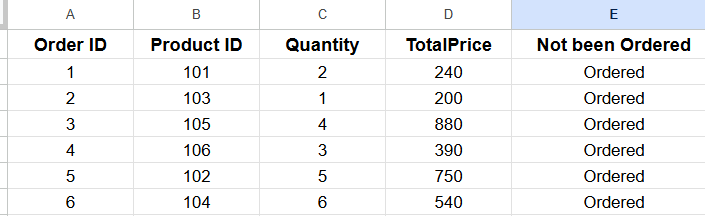 A B C D E
Order ID Product ID Quantity TotalPrice Not been Ordered
1 101 2 240 Ordered
2 103 1 200 Ordered
3 105 4 880 Ordered
4 106 3 390 Ordered
5 102 5 750 Ordered
6 104 6 540 Ordered